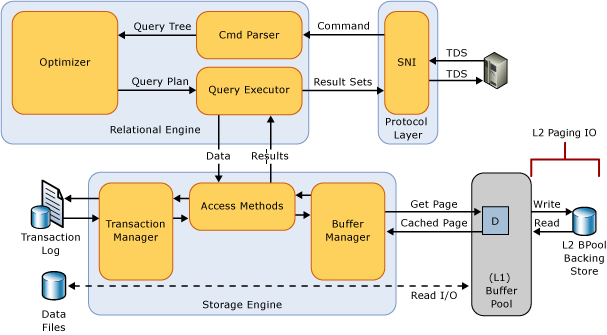 Query Tree
Command
Optimizer
Cmd Parser
SNI
TDS
TDS
Query Plan
Query Executor
Result Sets
Relational Engine
Protocol
Layer
Data
Results
L2 Paging IO
Transaction
Log
Transaction
Manager
Access Methods
Buffer
Manager
Get Page
Cached Page
D
Write
Read
L2 BPool
Backing
Store
(L1)
Buffer
Pool
Read I/O
Storage Engine
Data
Files